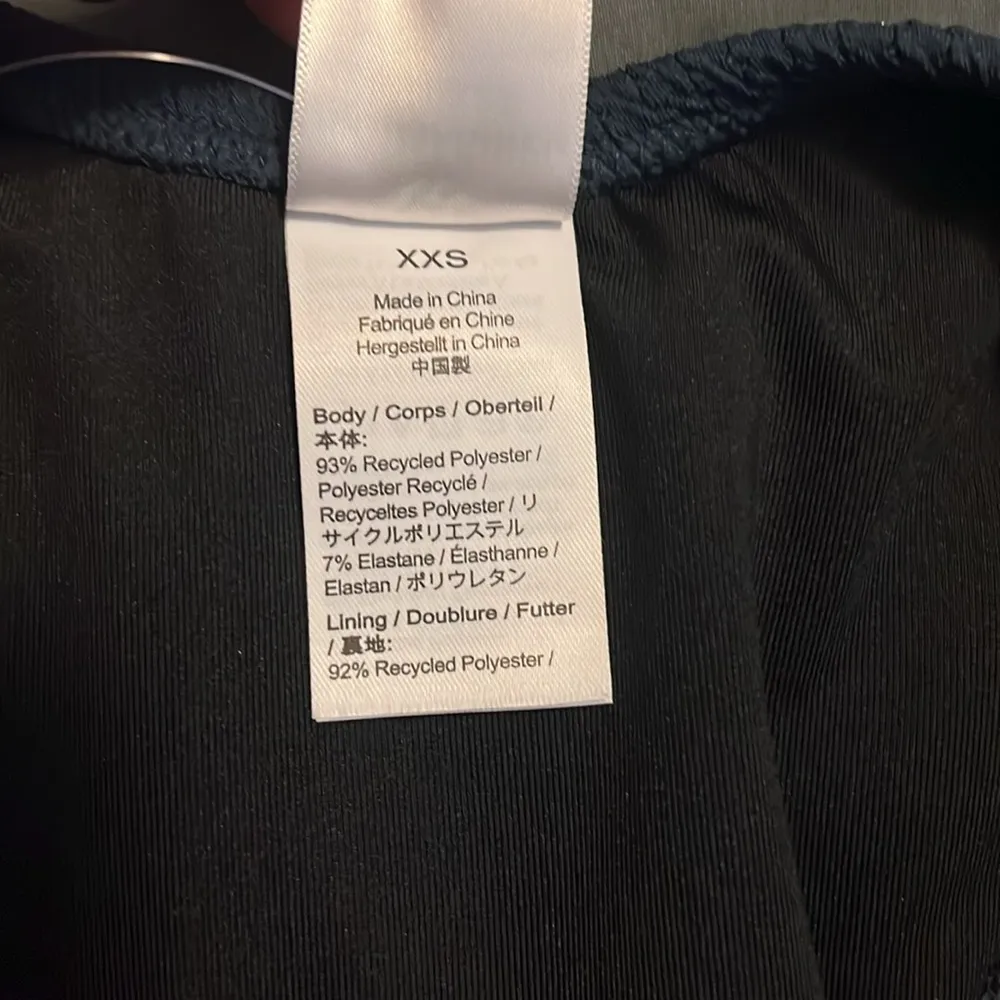 XXS
Made in China
Fabriqué en Chine
Hergestellt in China
中国製
Body / Corps / Oberteil /
本体:
93% Recycled Polyester /
Polyester Recyclé /
Recyceltes Polyester / リ
サイクルポリエステル
7% Elastane / Élasthanne /
Elastan / ポリウレタン
Lining / Doublure / Futter
/ 裏地:
92% Recycled Polyester /